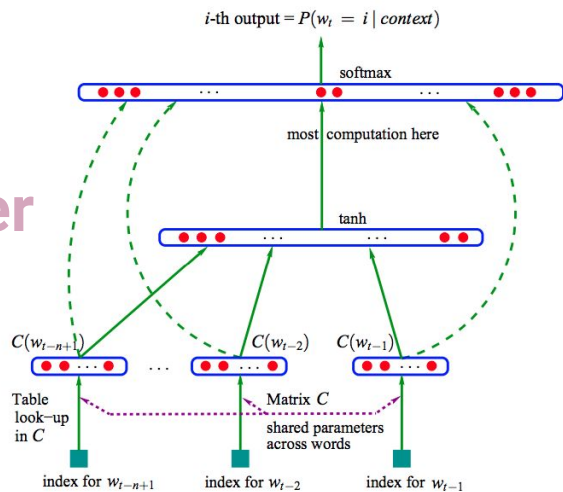 i-th output = P(w_t = i | context)
softmax
... ...
most computation here
er
tanh
... ...
C(w_{t−n+1}) C(w_{t−2}) C(w_{t−1})
... ... ... ...
Table look−up in C
Matrix C
shared parameters across words
index for w_{t−n+1} index for w_{t−2} index for w_{t−1}